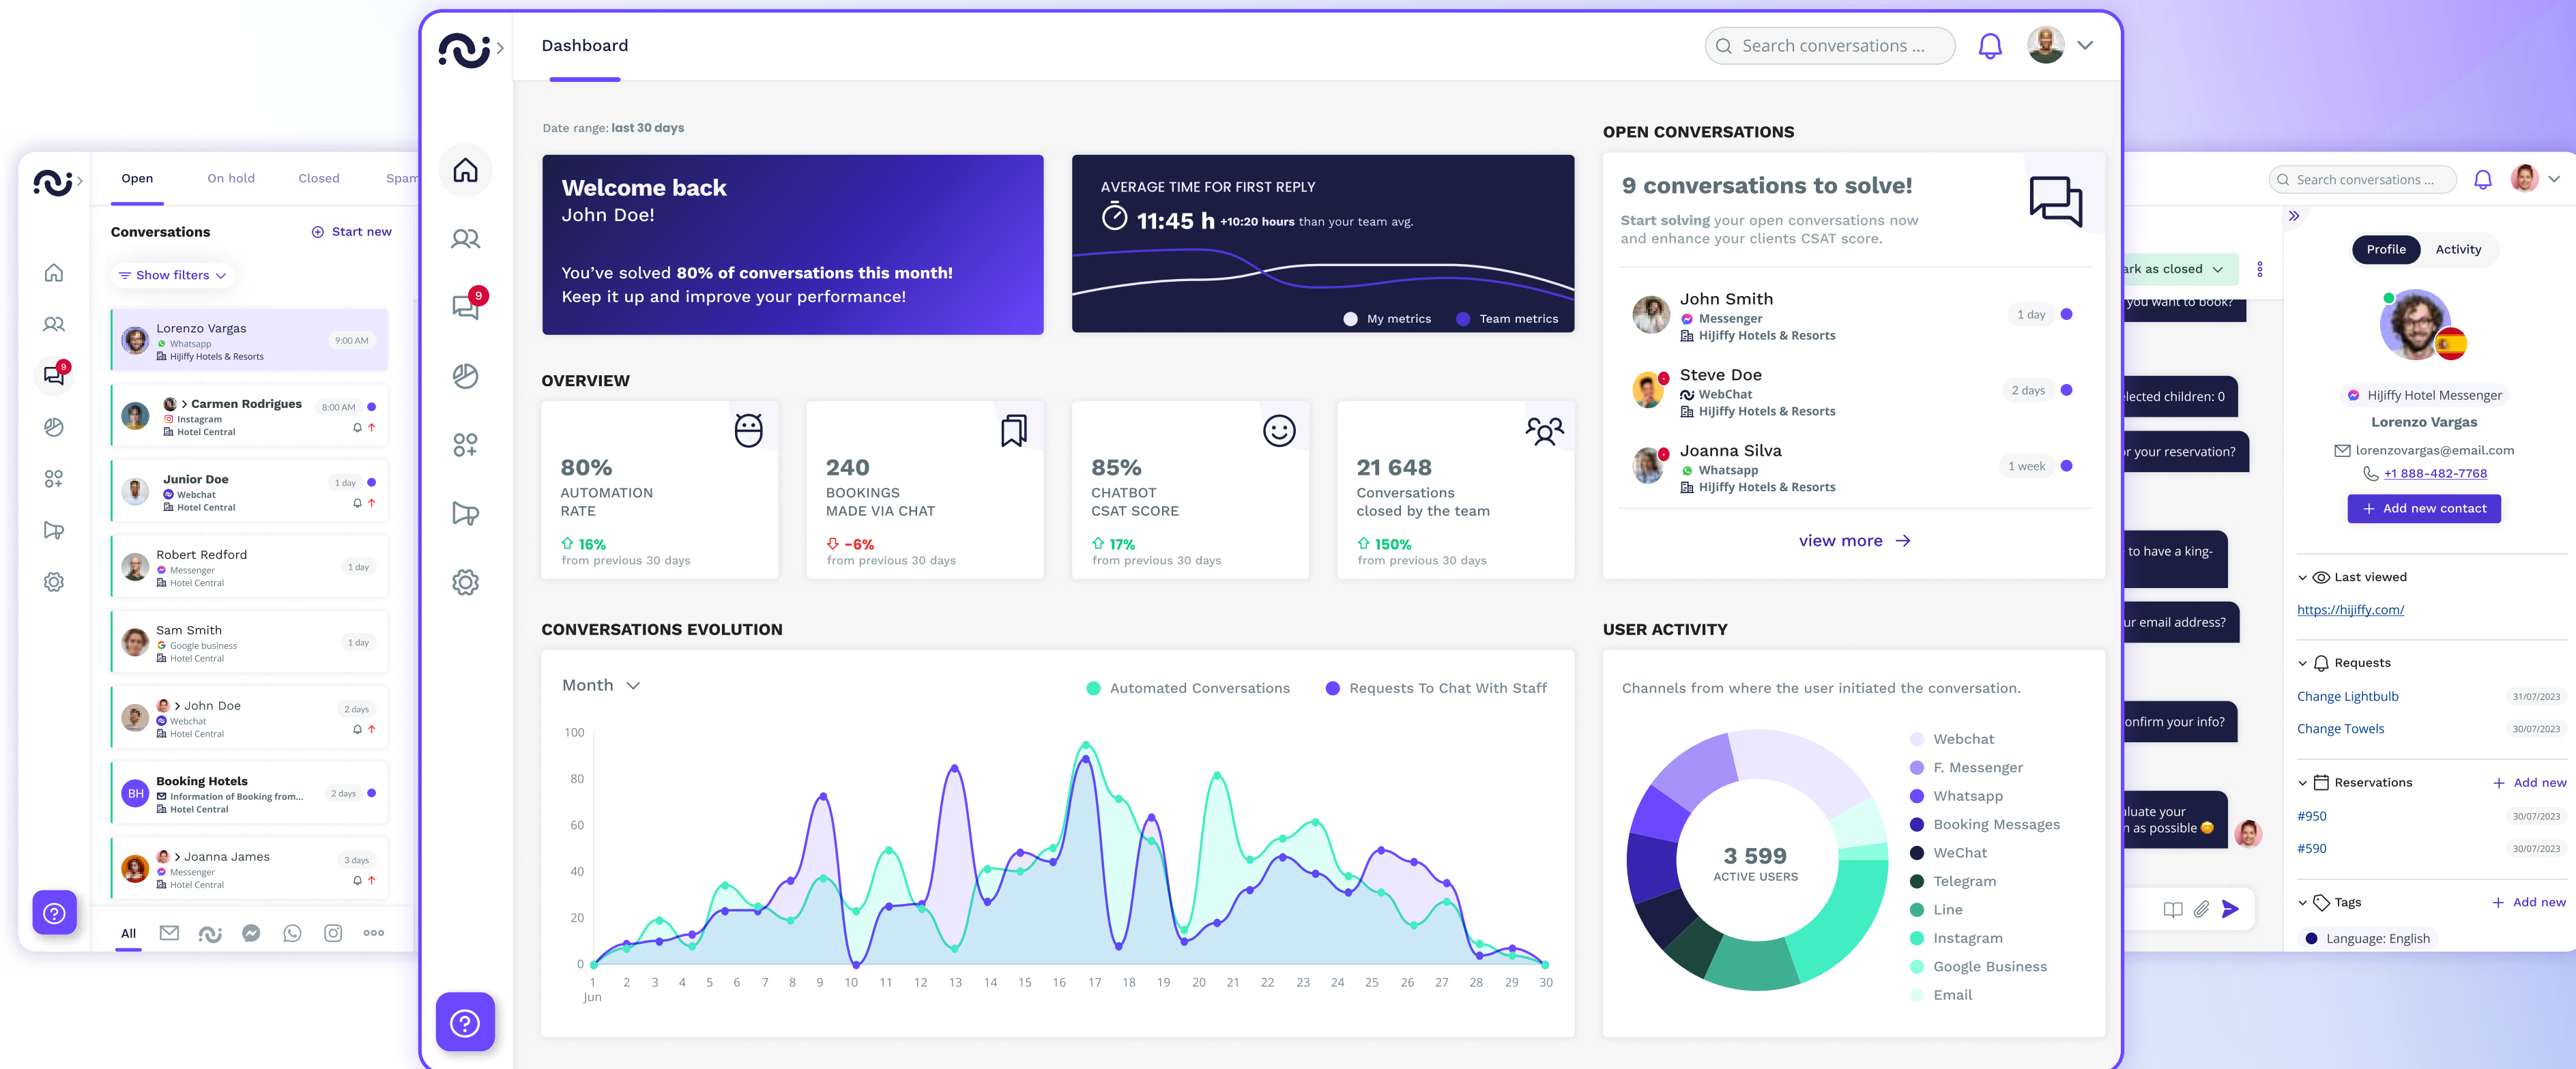 Open
On hold
Closed
Spam
Conversations
Start new
Show filters
Lorenzo Vargas
Whatsapp
9:00 AM
HiJiffy Hotels & Resorts
9
Carmen Rodrigues
8:00 AM
Instagram
Hotel Central
Junior Doe
1 day
Webchat
Hotel Central
Robert Redford
1 day
Messenger
Hotel Central
Sam Smith
1 day
Google business
Hotel Central
John Doe
2 days
Webchat
Hotel Central
BH
Booking Hotels
2 days
Information of Booking from...
Hotel Central
Joanna James
3 days
Messenger
Hotel Central
All
Dashboard
Search conversations ...
9
Date range: last 30 days
Welcome back
John Doe!
You've solved 80% of conversations this month!
Keep it up and improve your performance!
AVERAGE TIME FOR FIRST REPLY
11:45 h +10:20 hours than your team avg.
My metrics
Team metrics
OVERVIEW
80%
AUTOMATION
RATE
16%
from previous 30 days
240
BOOKINGS
MADE VIA CHAT
-6%
from previous 30 days
85%
CHATBOT
CSAT SCORE
17%
from previous 30 days
21 648
Conversations
closed by the team
150%
from previous 30 days
OPEN CONVERSATIONS
9 conversations to solve!
Start solving your open conversations now
and enhance your clients CSAT score.
John Smith
Messenger
HiJiffy Hotels & Resorts
1 day
Steve Doe
WebChat
HiJiffy Hotels & Resorts
2 days
Joanna Silva
Whatsapp
HiJiffy Hotels & Resorts
1 week
view more
CONVERSATIONS EVOLUTION
Month
Automated Conversations
Requests To Chat With Staff
100
80
60
40
20
0
1 2 3 4 5 6 7 8 9 10 11 12 13 14 15 16 17 18 19 20 21 22 23 24 25 26 27 28 29 30
Jun
USER ACTIVITY
Channels from where the user initiated the conversation.
3 599
ACTIVE USERS
Webchat
F. Messenger
Whatsapp
Booking Messages
WeChat
Telegram
Line
Instagram
Google Business
Email
Search conversations ...
ark as closed
you want to book?
lected children: 0
r your reservation?
to have a king-
ur email address?
onfirm your info?
aluate your
n as possible
Profile
Activity
HiJiffy Hotel Messenger
Lorenzo Vargas
lorenzovargas@email.com
+1 888-482-7768
Add new contact
Last viewed
https://hijiffy.com/
Requests
Change Lightbulb
31/07/2023
Change Towels
30/07/2023
Reservations
Add new
#950
30/07/2023
#590
30/07/2023
Tags
Add new
Language: English